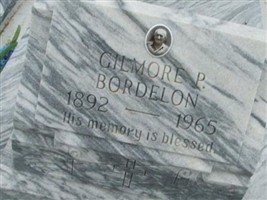 GILMORE P.
BORDELON
1892 — 1965
His memory is blessed.